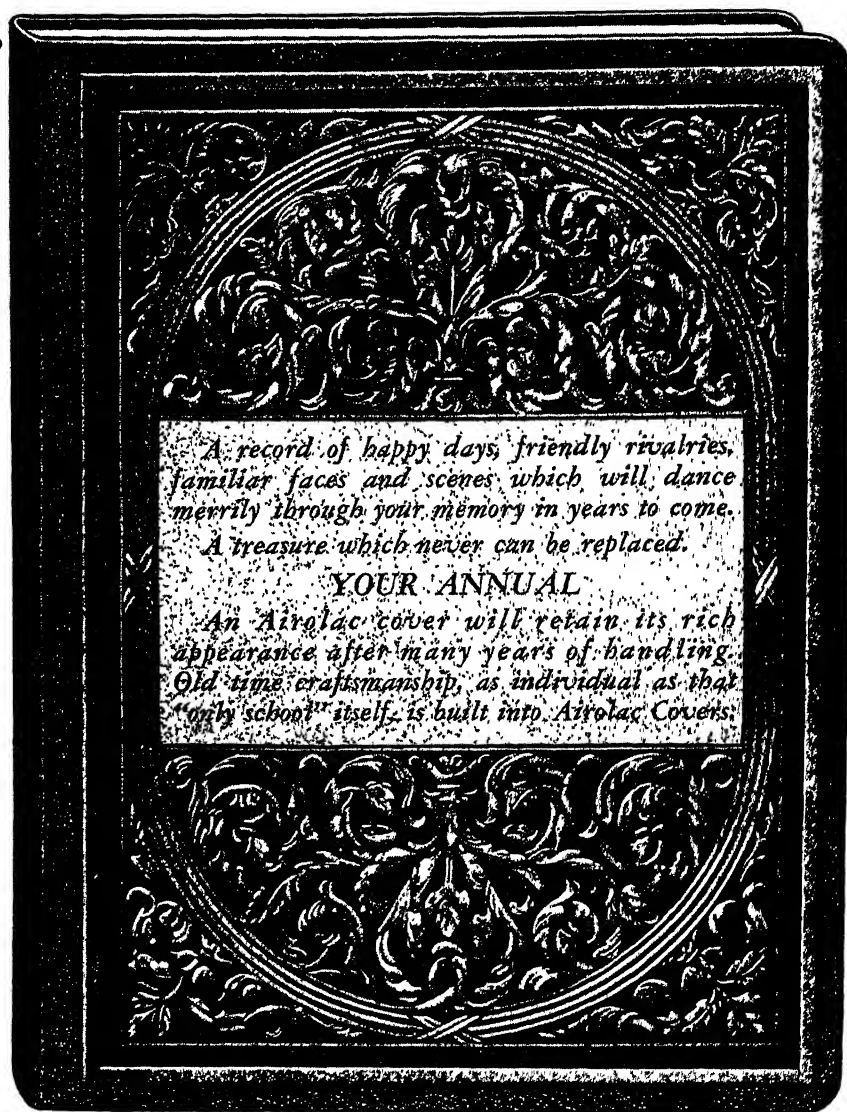 A record of happy days, friendly rivalries,
familiar faces and scenes which will dance
merrily through your memory in years to come.
A treasure which never can be replaced.
YOUR ANNUAL
An Airolac cover will retain its rich
appearance after many years of handling.
Old time craftsmanship, as individual as that
"only school" itself, is built into Airolac Covers.